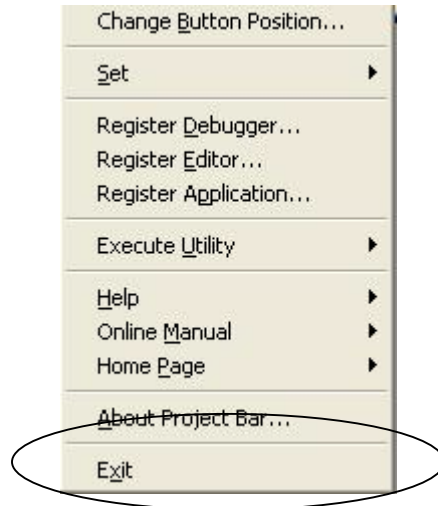 Change Button Position...
Set
Register Debugger...
Register Editor...
Register Application...
Execute Utility
Help
Online Manual
Home Page
About Project Bar...
Exit